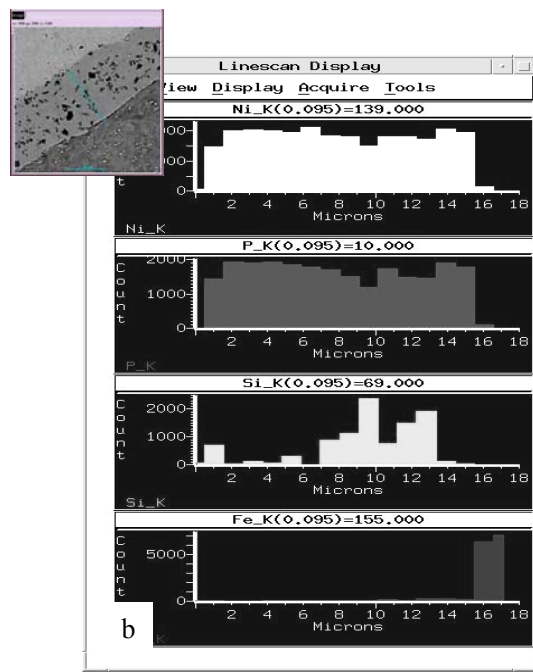 Linescan Display
View Display Acquire Tools
Ni_K(0.095)=139.000
0
t
2 4 6 8 10 12 14 16 18
Microns
Ni_K
P_K(0.095)=10.000
Count
2000
1000
0
2 4 6 8 10 12 14 16 18
Microns
P_K
Si_K(0.095)=69.000
Count
2000
1000
0
2 4 6 8 10 12 14 16 18
Microns
Si_K
Fe_K(0.095)=155.000
Count
5000
0
2 4 6 8 10 12 14 16 18
Microns
b
K